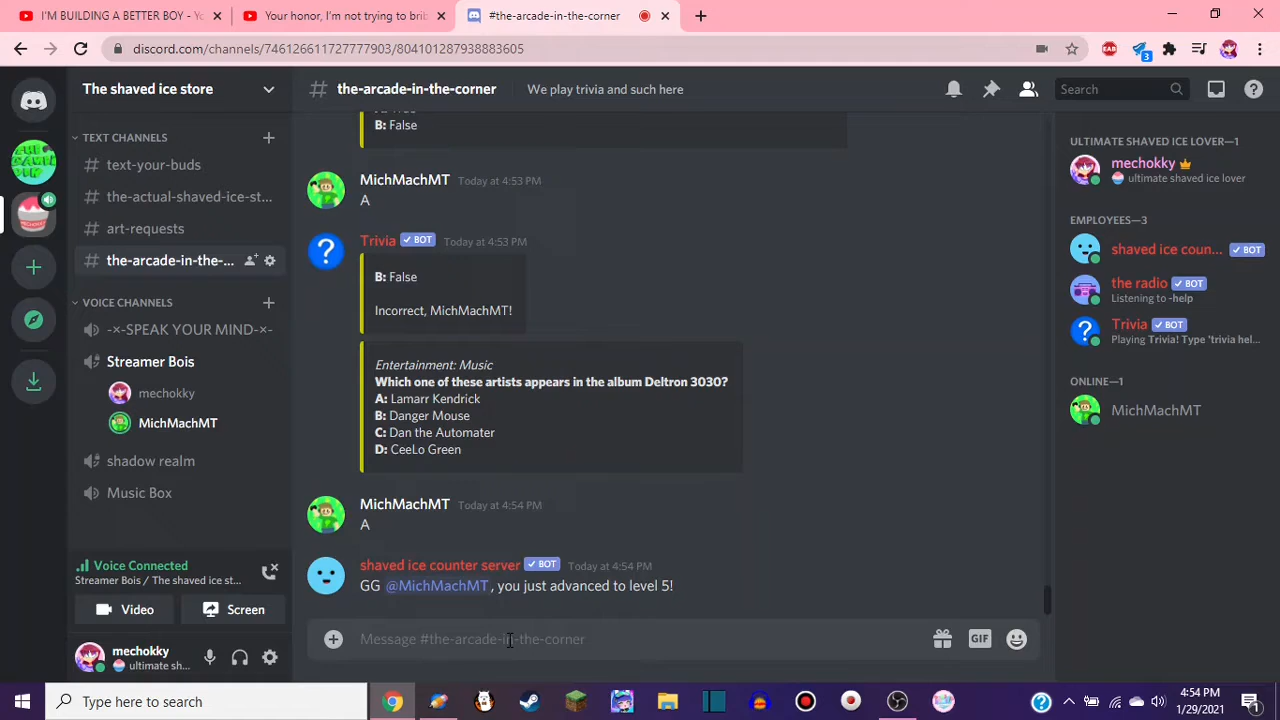 I'M BUILDING A BETTER BOY - Yo
Your honor, I'm not trying to brib
#the-arcade-in-the-corner
discord.com/channels/746126611727777903/804101287938883605
3
The shaved ice store
# the-arcade-in-the-corner
We play trivia and such here
Search
TEXT CHANNELS
# text-your-buds
# the-actual-shaved-ice-st...
# art-requests
# the-arcade-in-the-...
VOICE CHANNELS
-×-SPEAK YOUR MIND-×-
Streamer Bois
mechokky
MichMachMT
shadow realm
Music Box
Voice Connected
Streamer Bois / The shaved ice st...
Video
Screen
mechokky
ultimate sh...
B: False
MichMachMT Today at 4:53 PM
A
Trivia BOT Today at 4:53 PM
B: False
Incorrect, MichMachMT!
Entertainment: Music
Which one of these artists appears in the album Deltron 3030?
A: Lamarr Kendrick
B: Danger Mouse
C: Dan the Automater
D: CeeLo Green
MichMachMT Today at 4:54 PM
A
shaved ice counter server BOT Today at 4:54 PM
GG @MichMachMT, you just advanced to level 5!
Message #the-arcade-in-the-corner
GIF
ULTIMATE SHAVED ICE LOVER—1
mechokky
ultimate shaved ice lover
EMPLOYEES—3
shaved ice coun... BOT
the radio BOT
Listening to -help
Trivia BOT
Playing Trivia! Type 'trivia hel...
ONLINE—1
MichMachMT
Type here to search
4:54 PM
1/29/2021
1